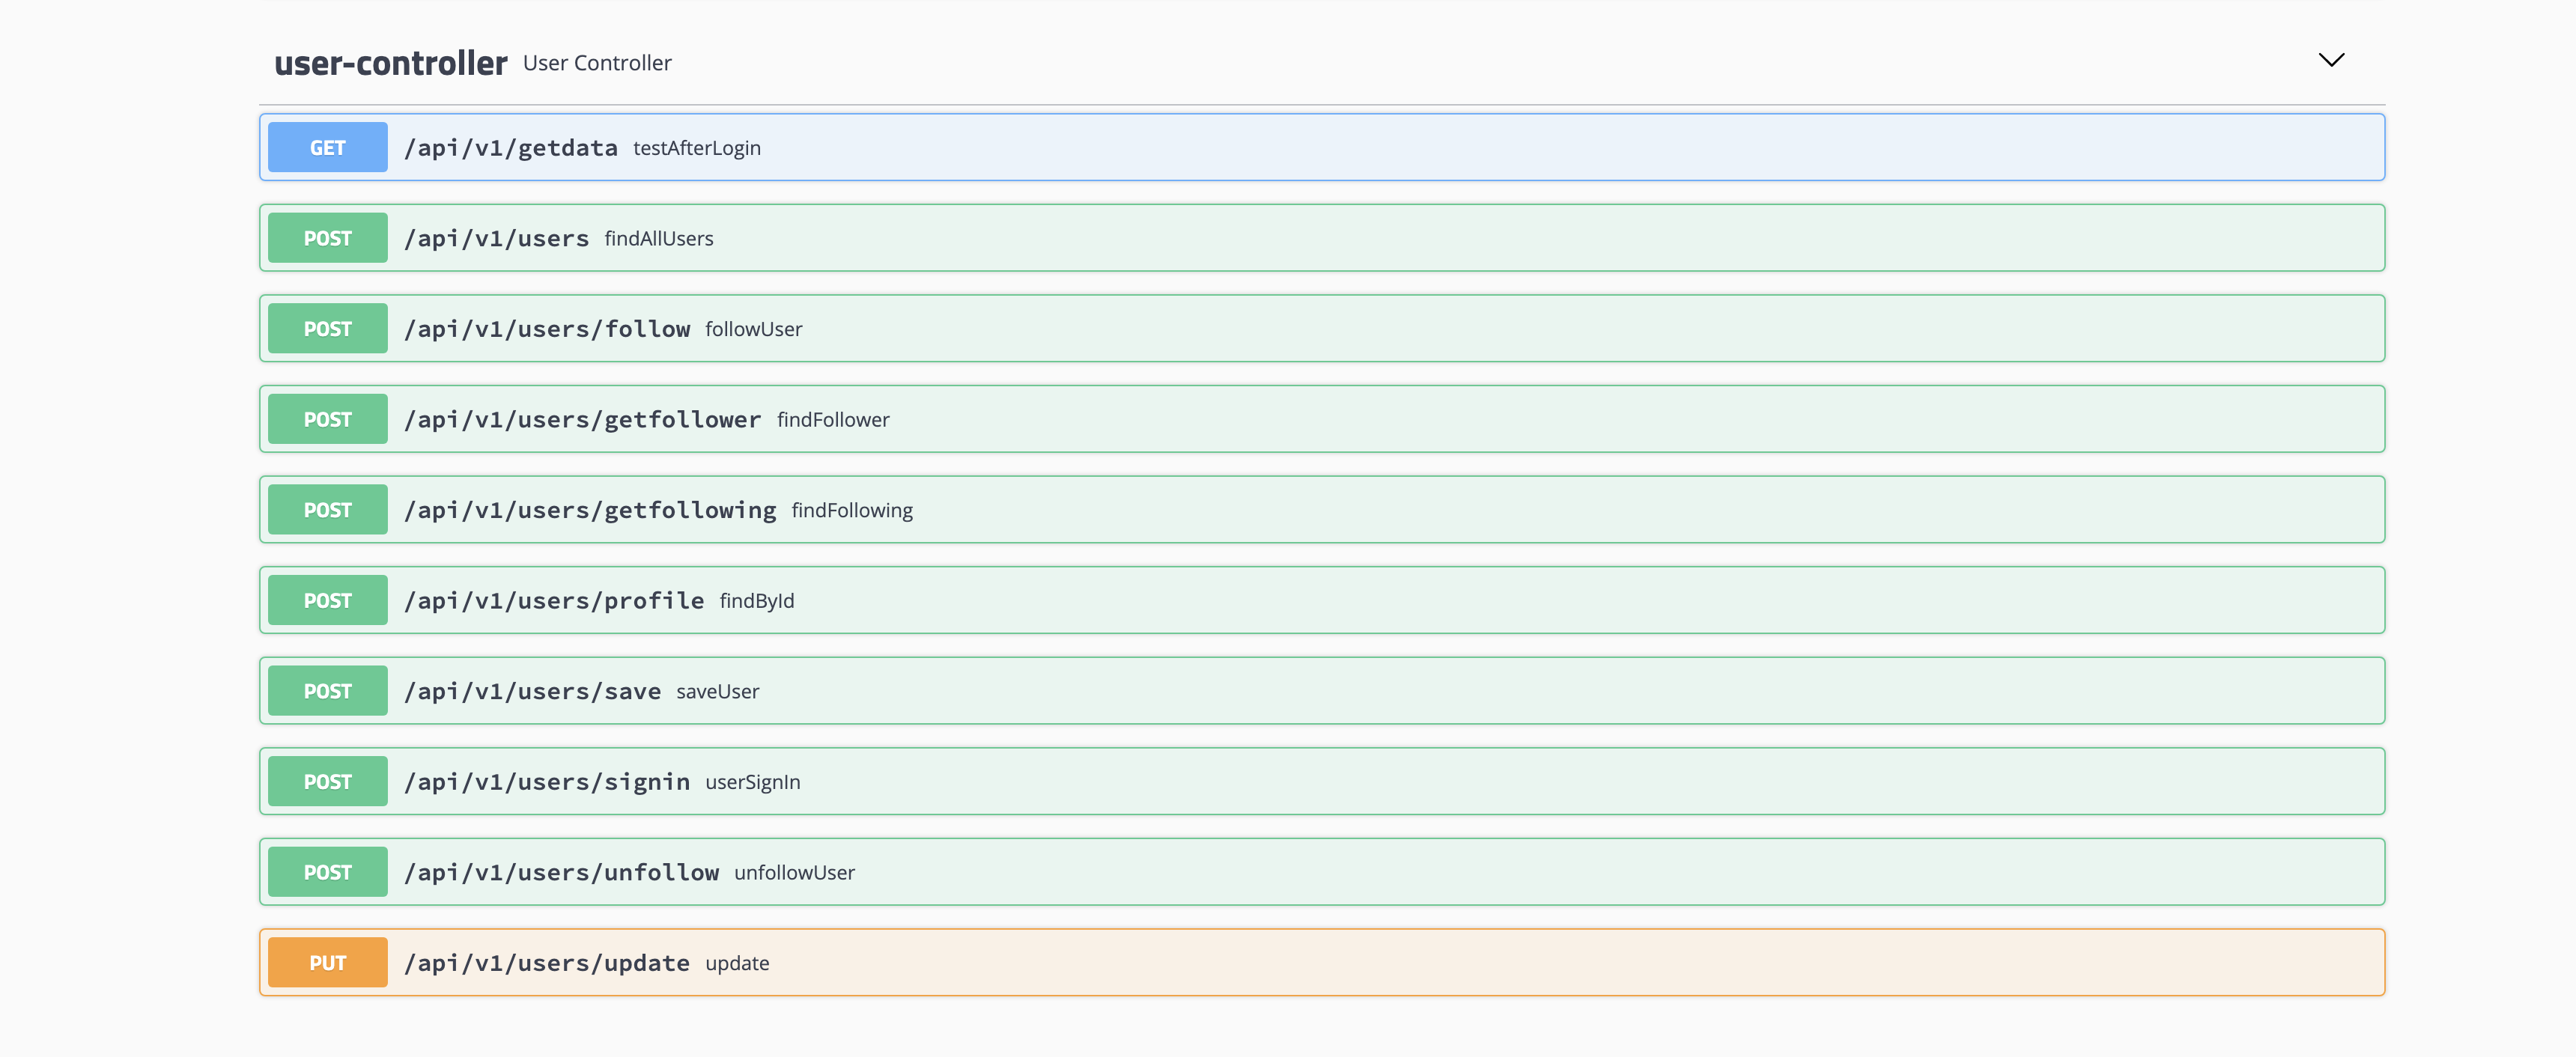 user-controller User Controller
GET /api/v1/getdata testAfterLogin
POST /api/v1/users findAllUsers
POST /api/v1/users/follow followUser
POST /api/v1/users/getfollower findFollower
POST /api/v1/users/getfollowing findFollowing
POST /api/v1/users/profile findById
POST /api/v1/users/save saveUser
POST /api/v1/users/signin userSignIn
POST /api/v1/users/unfollow unfollowUser
PUT /api/v1/users/update update